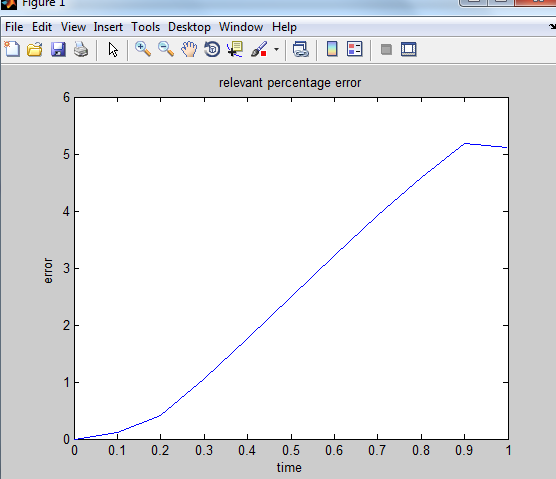 Figure 1
File Edit View Insert Tools Desktop Window Help
relevant percentage error
6
5
4
3
2
1
0
error
0 0.1 0.2 0.3 0.4 0.5 0.6 0.7 0.8 0.9 1
time